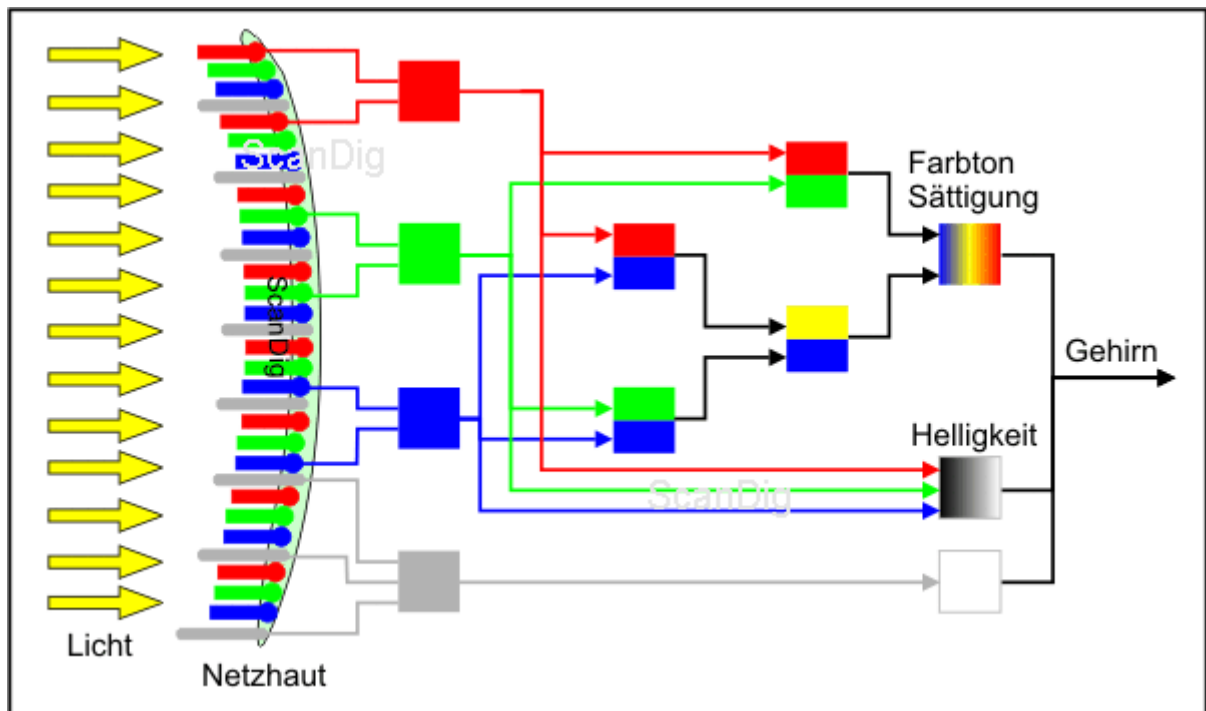 ScanDig
ScanDig
Farbton
Sättigung
Gehirn
Helligkeit
ScanDig
Licht
Netzhaut